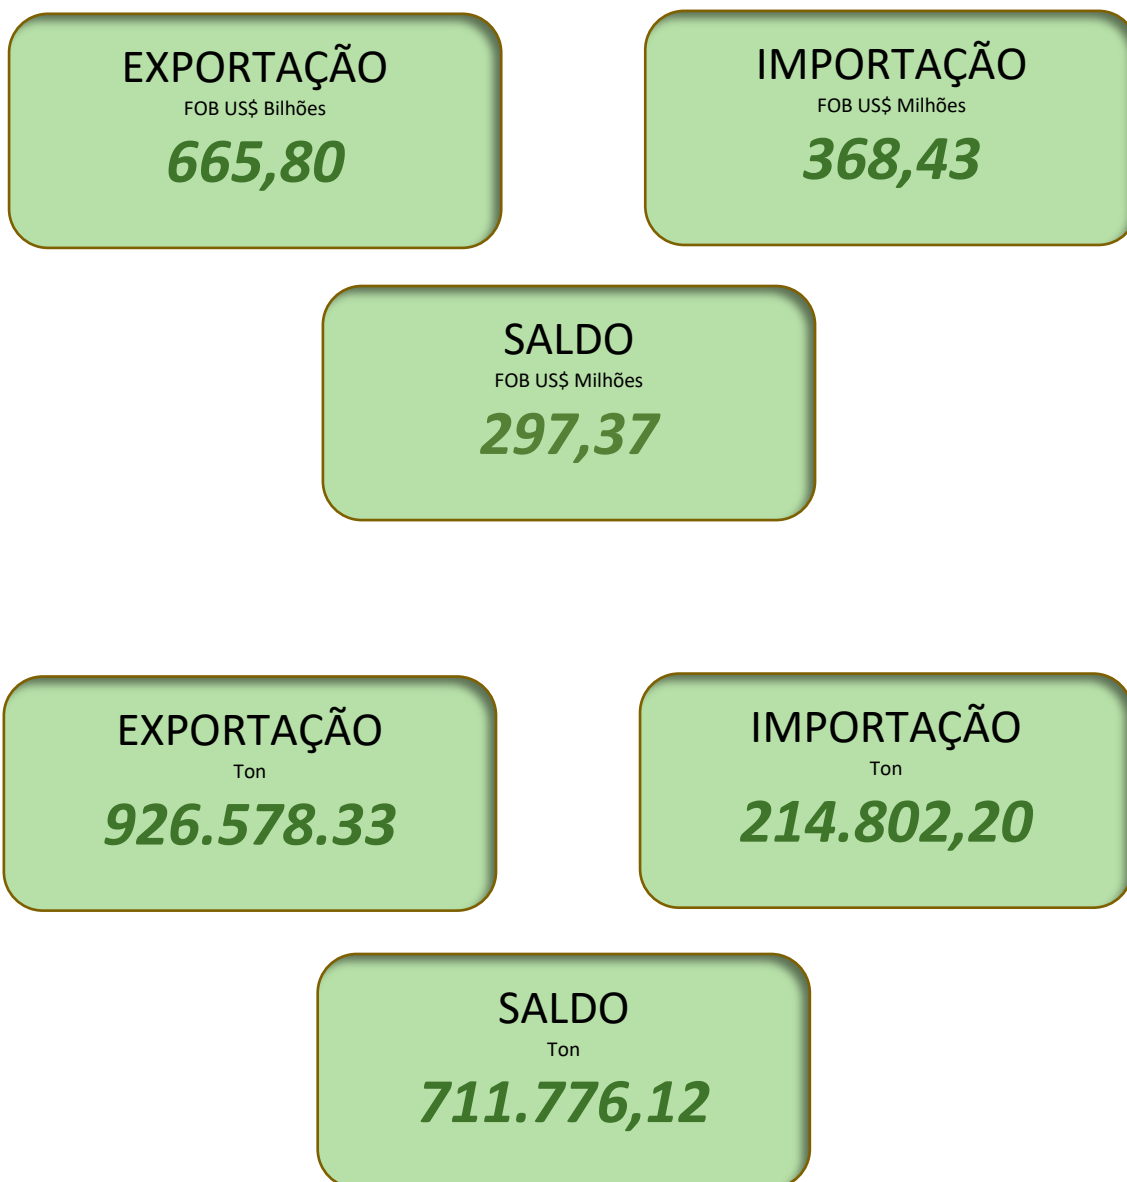 EXPORTAÇÃO
FOB US$ Bilhões
665,80
IMPORTAÇÃO
FOB US$ Milhões
368,43
SALDO
FOB US$ Milhões
297,37
EXPORTAÇÃO
Ton
926.578.33
IMPORTAÇÃO
Ton
214.802,20
SALDO
Ton
711.776,12